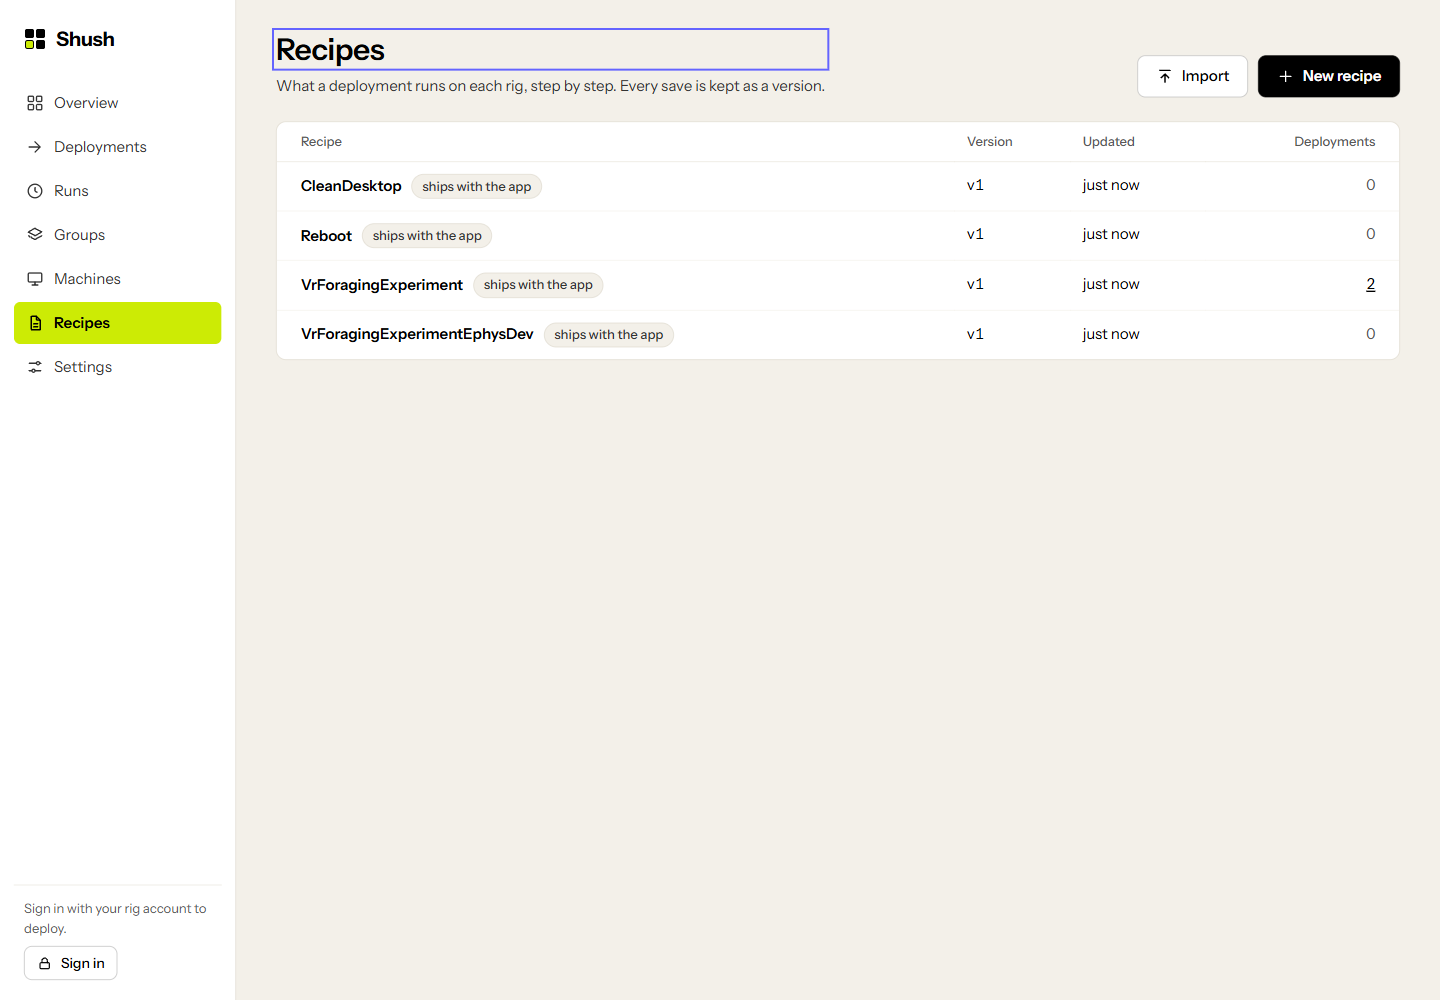 Shush
Overview
Deployments
Runs
Groups
Machines
Recipes
Settings
Sign in with your rig account to
deploy.
Sign in
Recipes
What a deployment runs on each rig, step by step. Every save is kept as a version.
Import
New recipe
Recipe Version Updated Deployments
CleanDesktop ships with the app v1 just now 0
Reboot ships with the app v1 just now 0
VrForagingExperiment ships with the app v1 just now 2
VrForagingExperimentEphysDev ships with the app v1 just now 0